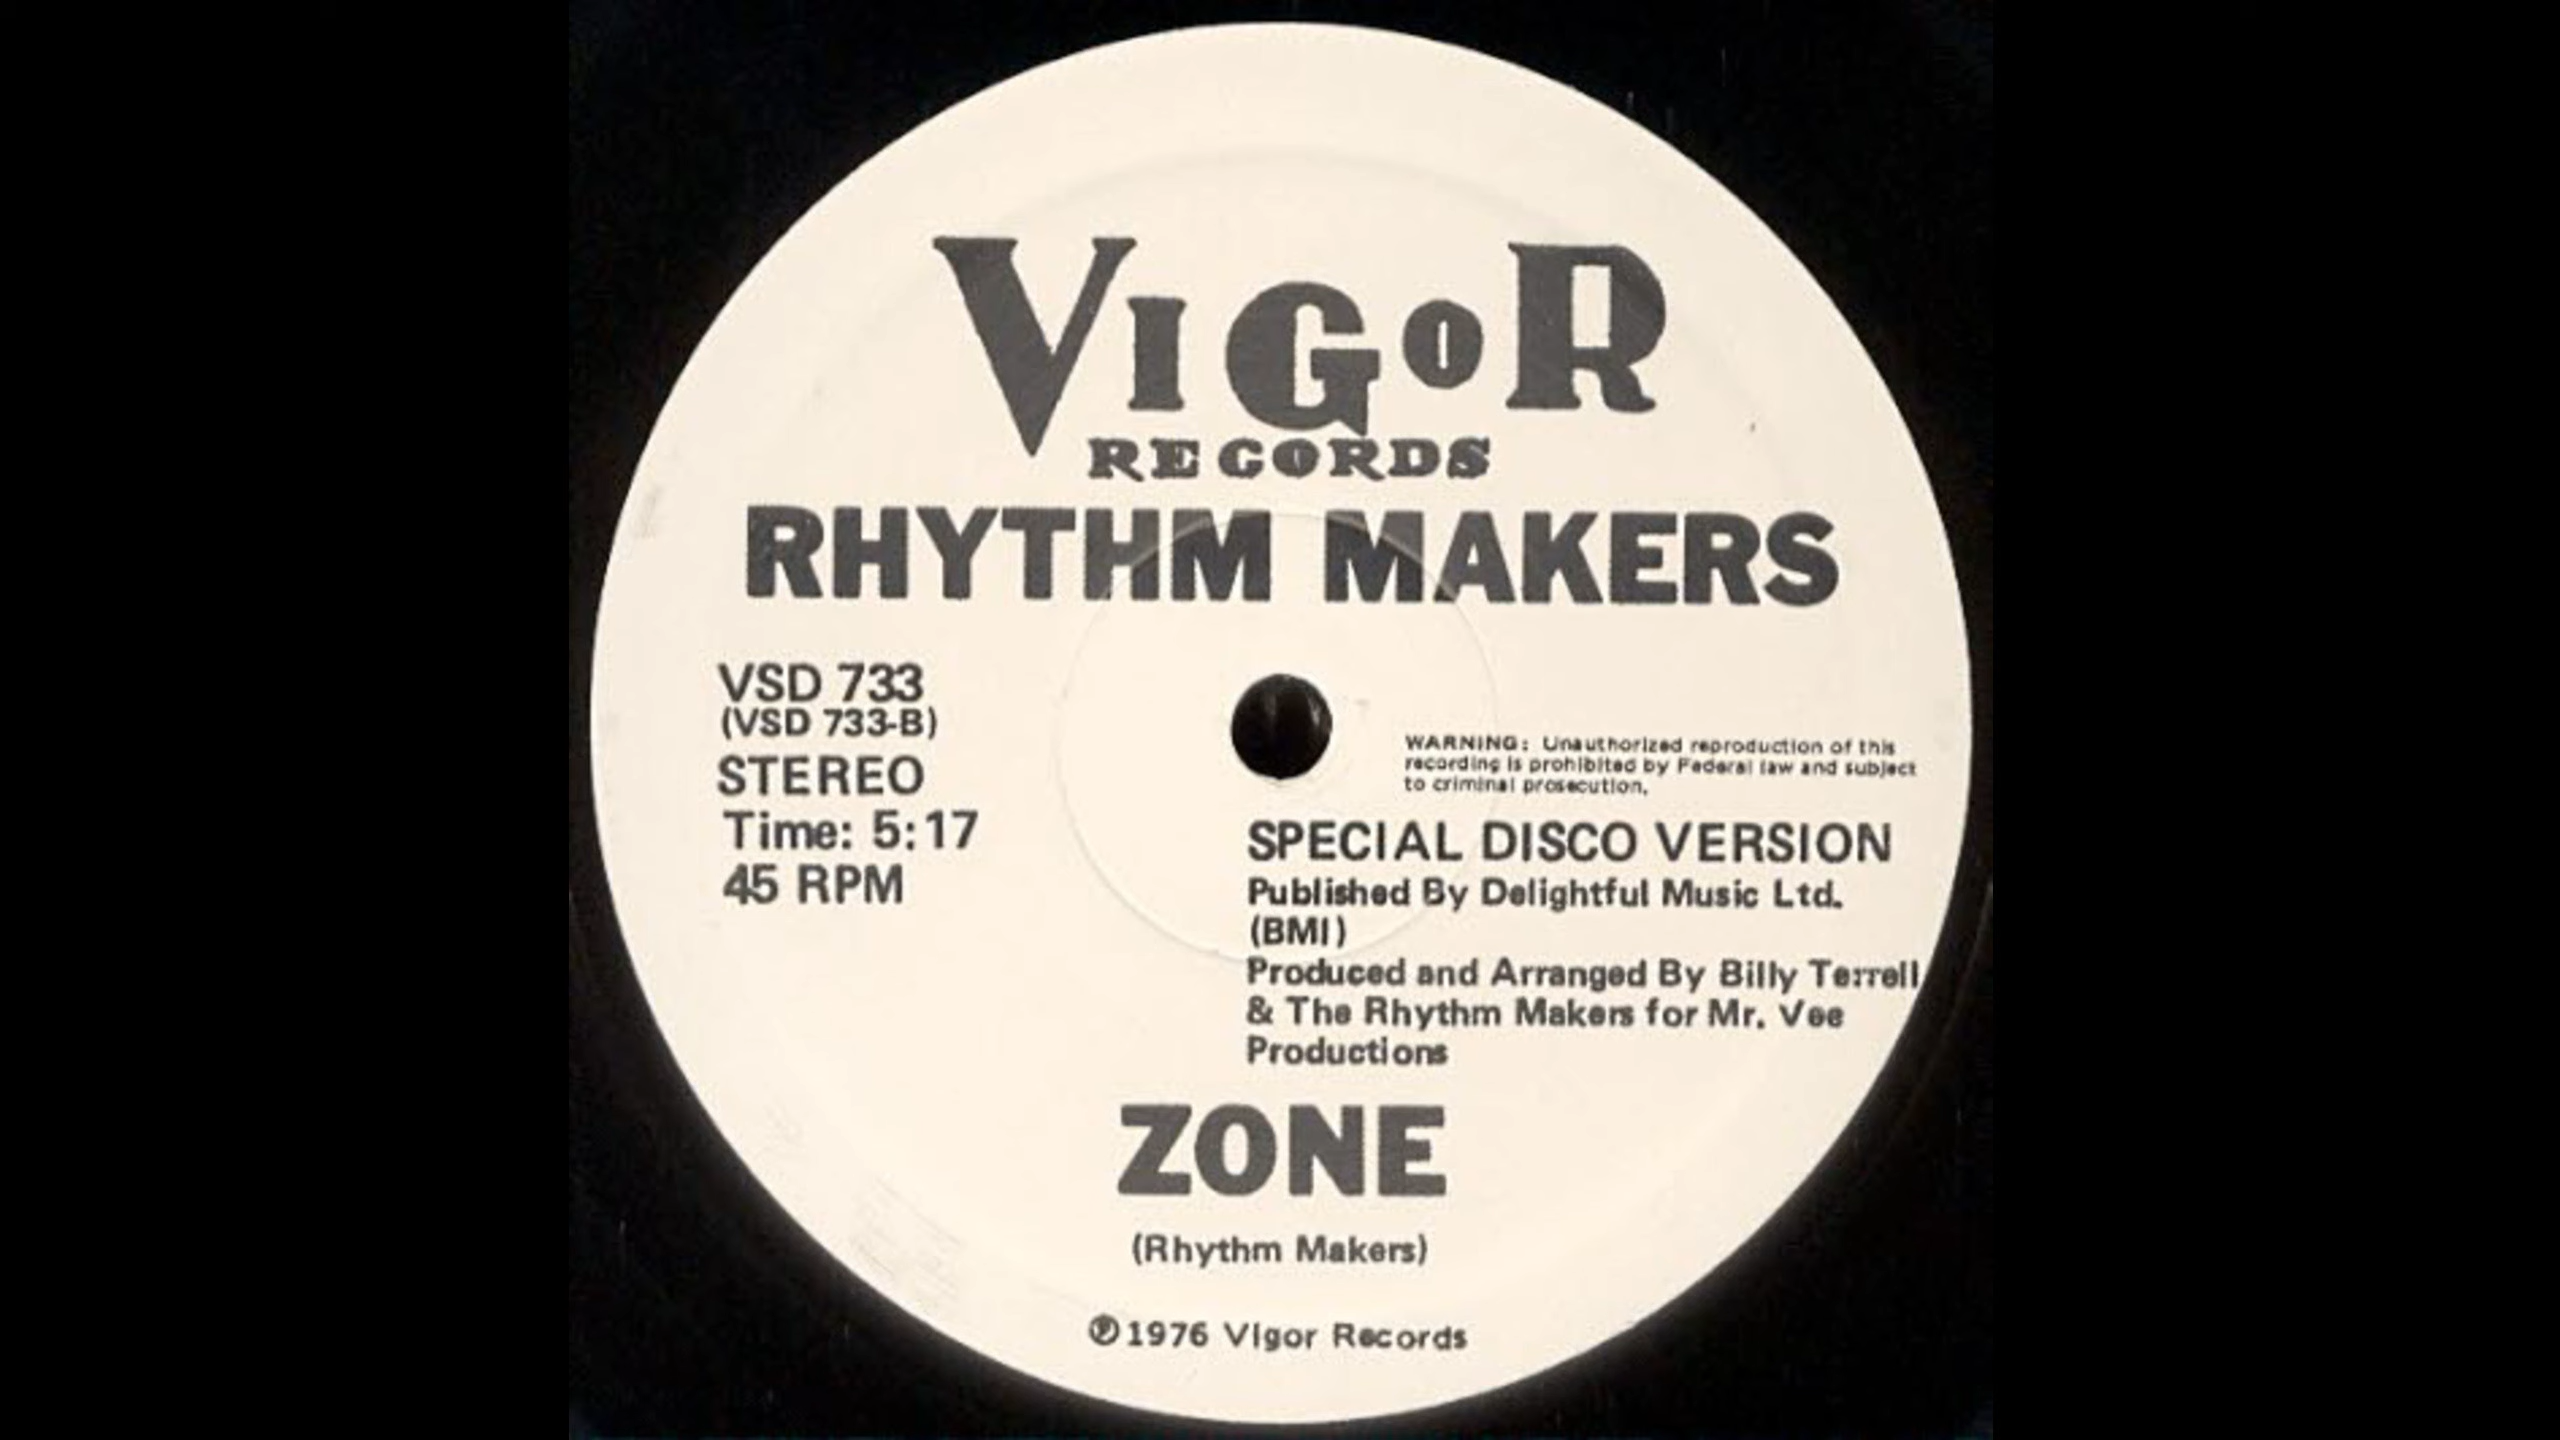 VIGOR
RECORDS
RHYTHM MAKERS
VSD 733
(VSD 733-B)
STEREO
Time: 5:17
45 RPM
WARNING: Unauthorized reproduction of this
recording is prohibited by Federal law and subject
to criminal prosecution.
SPECIAL DISCO VERSION
Published By Delightful Music Ltd.
(BMI)
Produced and Arranged By Billy Terrell
& The Rhythm Makers for Mr. Vee
Productions
ZONE
(Rhythm Makers)
℗1976 Vigor Records